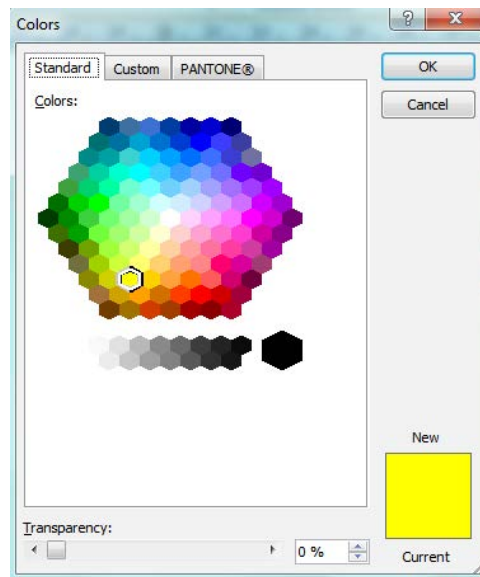 Colors
Standard Custom PANTONE®
OK
Cancel
Colors:
New
Transparency:
0 %
Current